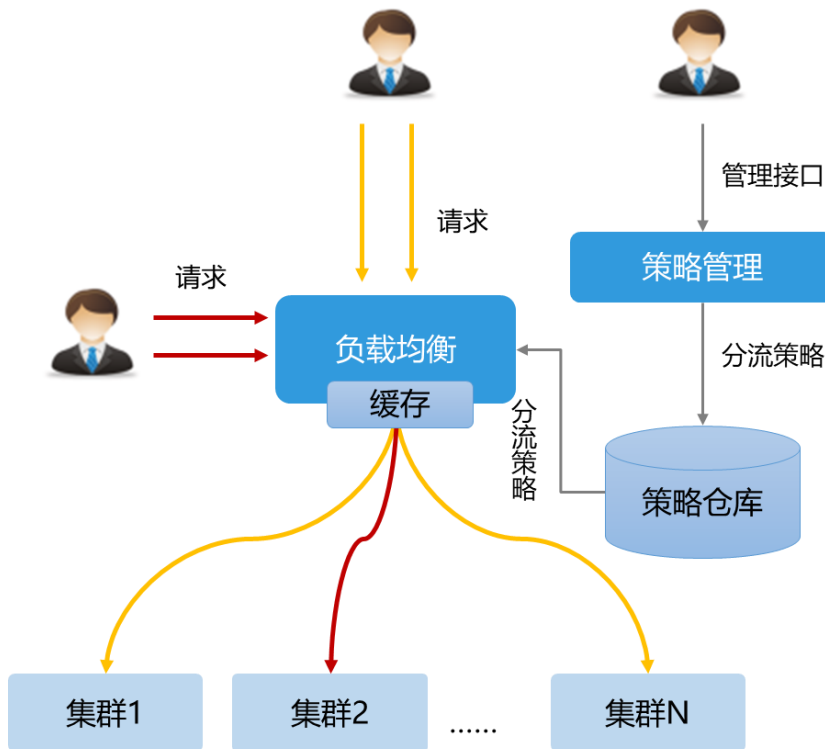 管理接口
请求
策略管理
请求
负载均衡
分流策略
缓存
分流策略
策略仓库
集群1
集群2
......
集群N